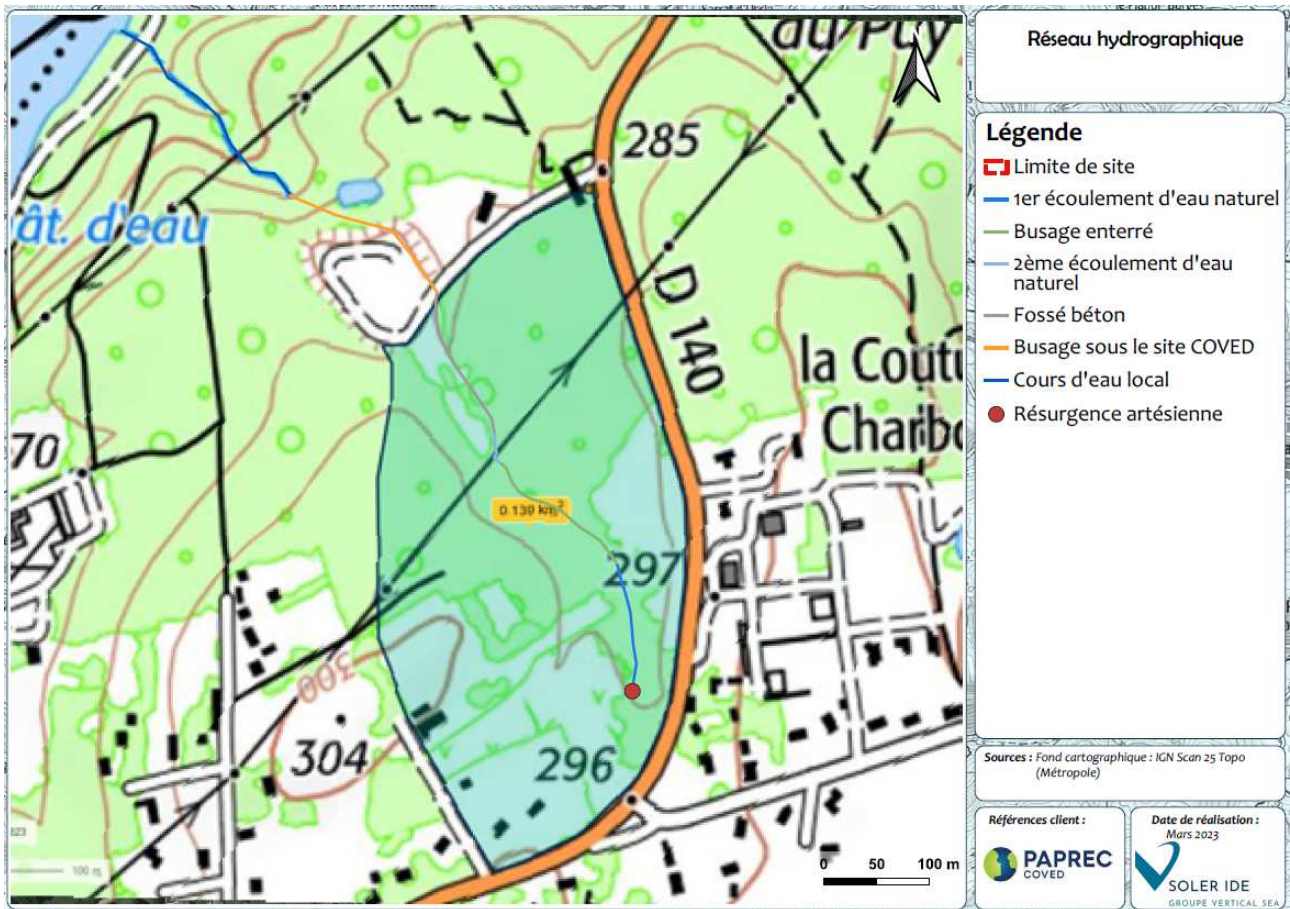 du Puy
285
ât. d'eau
D 140
la Coutu
Charbo
70
0.139 km²
297
300
304
296
100 m
0 50 100 m
Réseau hydrographique
Légende
Limite de site
1er écoulement d'eau naturel
Busage enterré
2ème écoulement d'eau
naturel
Fossé béton
Busage sous le site COVED
Cours d'eau local
Résurgence artésienne
Sources : Fond cartographique : IGN Scan 25 Topo
(Métropole)
Références client :
PAPREC
COVED
Date de réalisation :
Mars 2023
SOLER IDE
GROUPE VERTICAL SEA